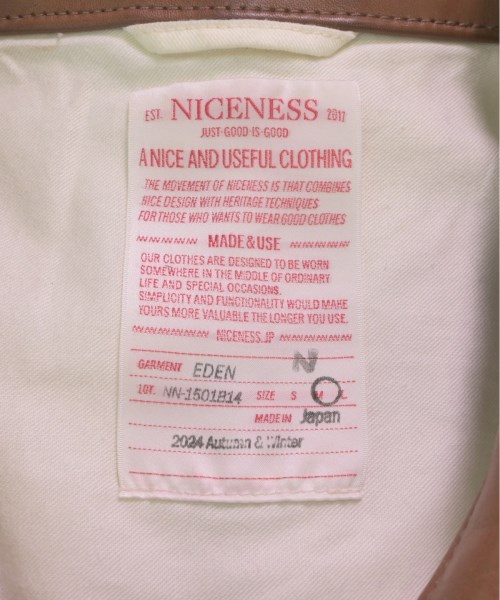 EST. NICENESS 2017
JUST·GOOD·IS·GOOD
A NICE AND USEFUL CLOTHING
THE MOVEMENT OF NICENESS IS THAT COMBINES
NICE DESIGN WITH HERITAGE TECHNIQUES
FOR THOSE WHO WANTS TO WEAR GOOD CLOTHES
MADE & USE
OUR CLOTHES ARE DESIGNED TO BE WORN
SOMEWHERE IN THE MIDDLE OF ORDINARY
LIFE AND SPECIAL OCCASIONS.
SIMPLICITY AND FUNCTIONALITY WOULD MAKE
YOURS MORE VALUABLE THE LONGER YOU USE.
NICENESS.JP
N
GARMENT EDEN
LOT. NN-1501B14 SIZE S M L
MADE IN Japan
2024 Autumn & Winter